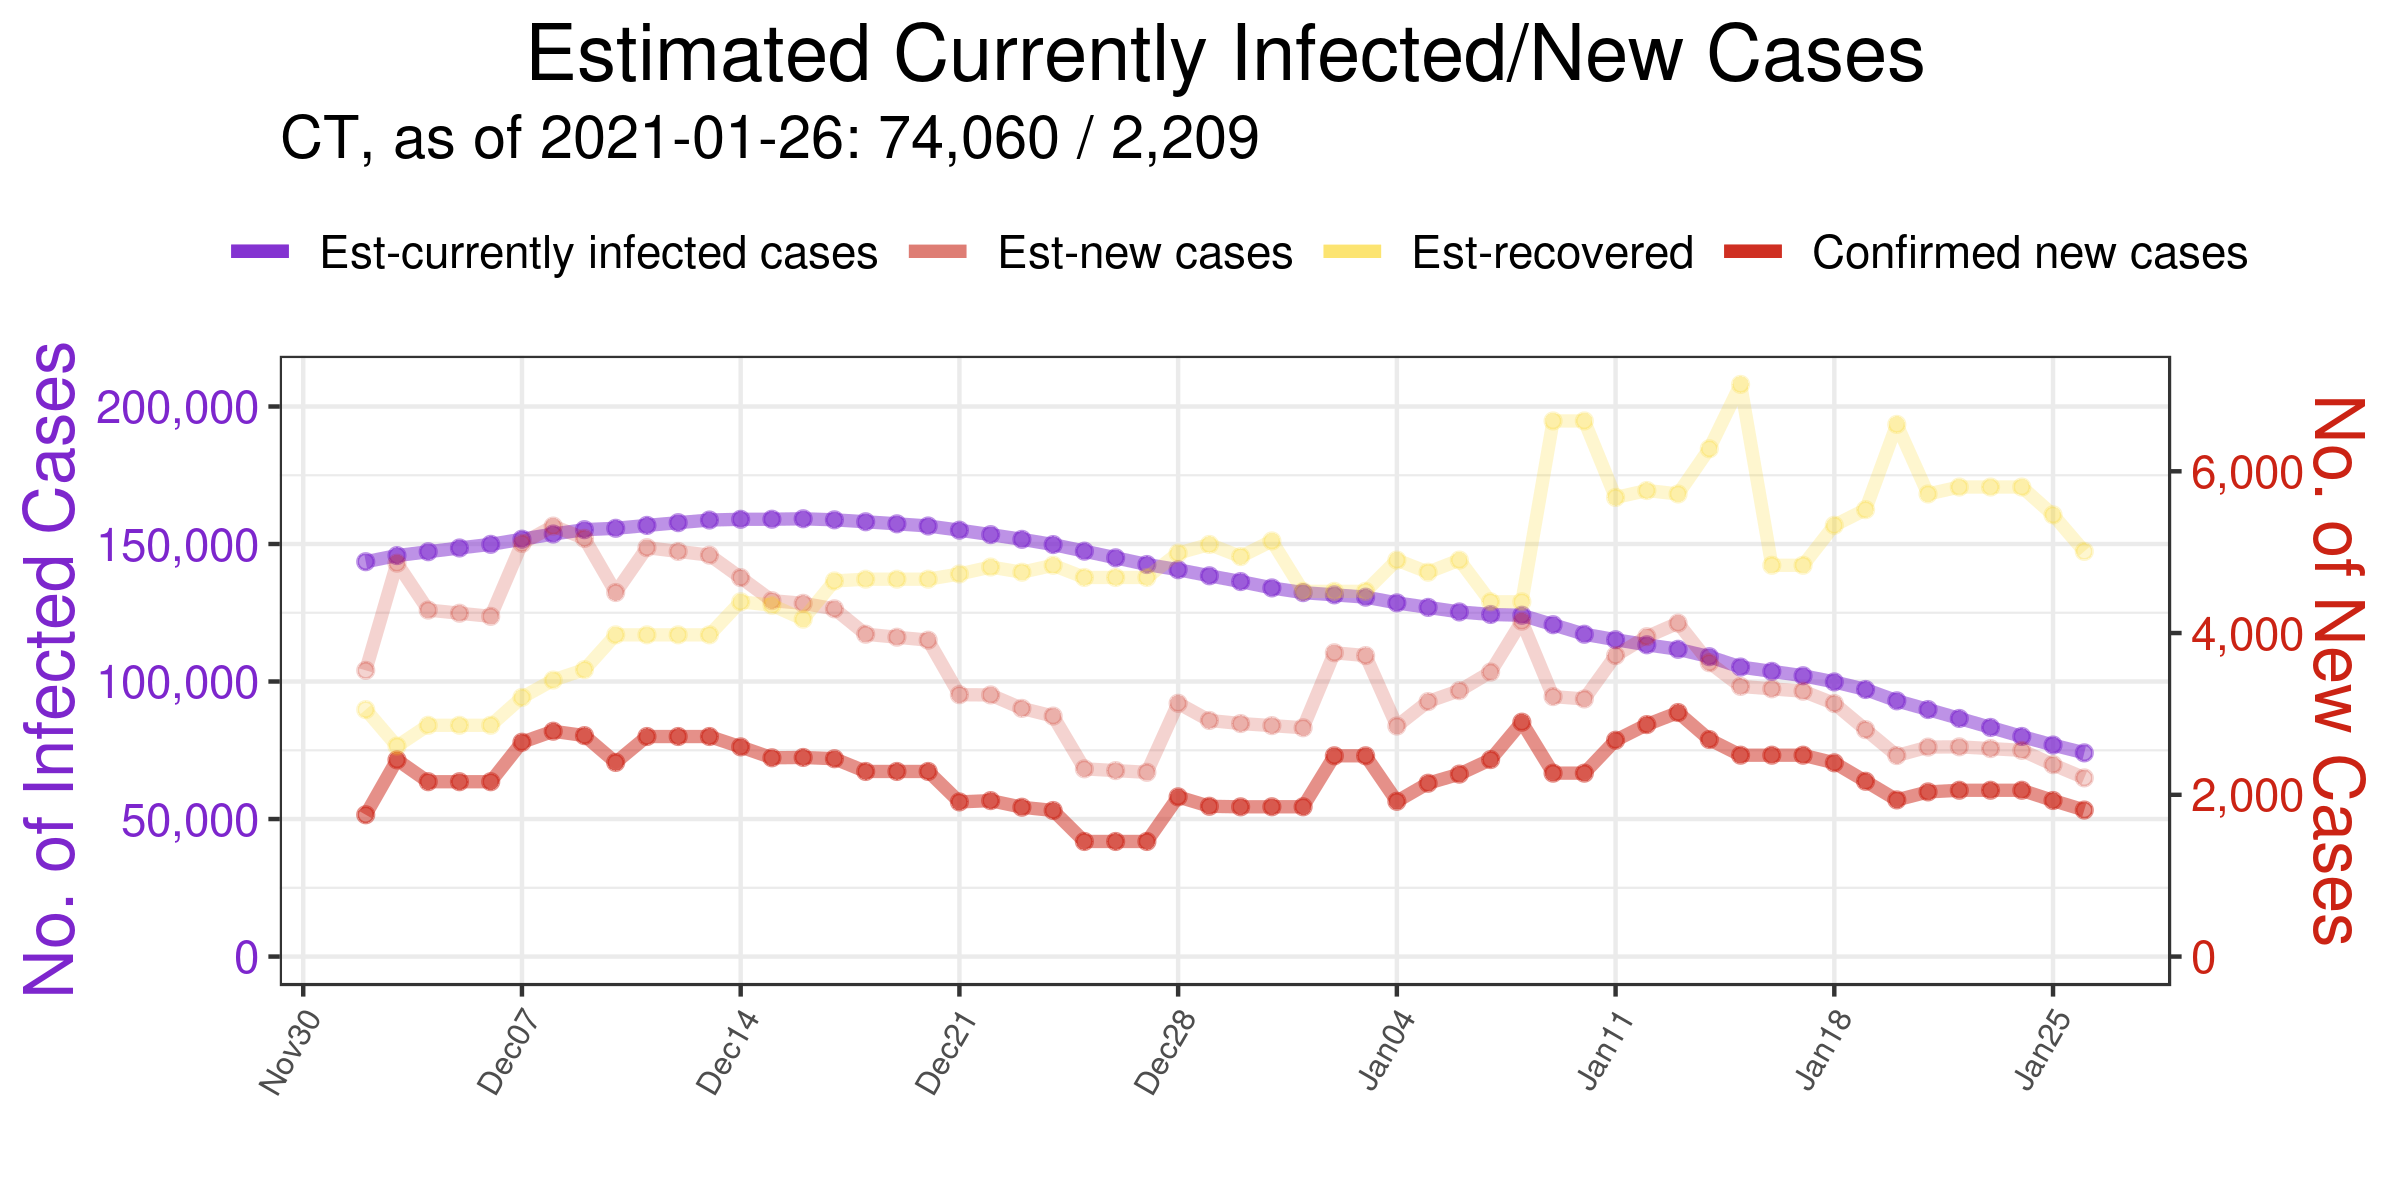 Estimated Currently Infected/New Cases
CT, as of 2021-01-26: 74,060 / 2,209
Est-currently infected cases Est-new cases Est-recovered Confirmed new cases
No. of Infected Cases
200,000
150,000
100,000
50,000
0
6,000
4,000
2,000
0
No. of New Cases
Nov30 Dec07 Dec14 Dec21 Dec28 Jan04 Jan11 Jan18 Jan25